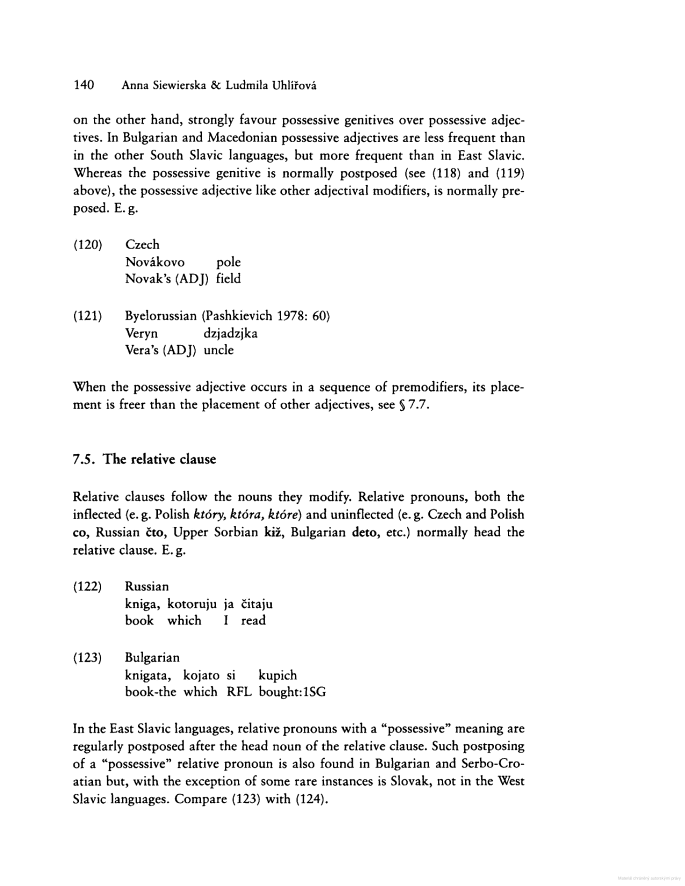 140 Anna Siewierska & Ludmila Uhlířová
on the other hand, strongly favour possessive genitives over possessive adjec-
tives. In Bulgarian and Macedonian possessive adjectives are less frequent than
in the other South Slavic languages, but more frequent than in East Slavic.
Whereas the possessive genitive is normally postposed (see (118) and (119)
above), the possessive adjective like other adjectival modifiers, is normally pre-
posed. E. g.
(120) Czech
Novákovo pole
Novak's (ADJ) field
(121) Byelorussian (Pashkievich 1978: 60)
Veryn dzjadzjka
Vera's (ADJ) uncle
When the possessive adjective occurs in a sequence of premodifiers, its place-
ment is freer than the placement of other adjectives, see § 7.7.
7.5. The relative clause
Relative clauses follow the nouns they modify. Relative pronouns, both the
inflected (e. g. Polish który, która, które) and uninflected (e. g. Czech and Polish
co, Russian čto, Upper Sorbian kiž, Bulgarian deto, etc.) normally head the
relative clause. E. g.
(122) Russian
kniga, kotoruju ja čitaju
book which I read
(123) Bulgarian
knigata, kojato si kupich
book-the which RFL bought:1SG
In the East Slavic languages, relative pronouns with a “possessive” meaning are
regularly postposed after the head noun of the relative clause. Such postposing
of a “possessive” relative pronoun is also found in Bulgarian and Serbo-Cro-
atian but, with the exception of some rare instances is Slovak, not in the West
Slavic languages. Compare (123) with (124).